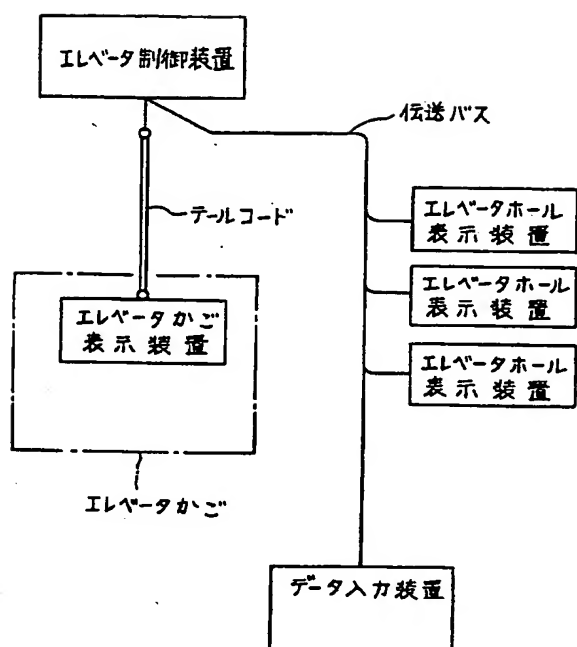 エレベータ制御装置
伝送バス
テールコード
エレベータホール
表示装置
エレベータホール
表示装置
エレベータホール
表示装置
エレベータかご
表示装置
エレベータかご
データ入力装置